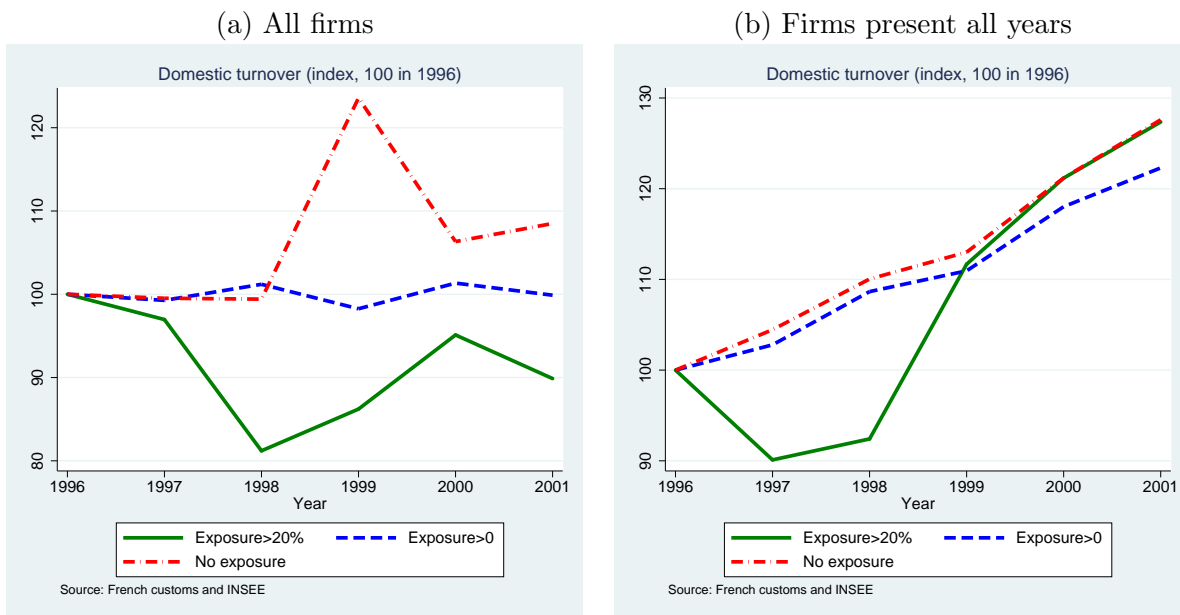 (a) All firms
Domestic turnover (index, 100 in 1996)
120
110
100
90
80
1996 1997 1998 1999 2000 2001
Year
Exposure>20% Exposure>0
No exposure
Source: French customs and INSEE
(b) Firms present all years
Domestic turnover (index, 100 in 1996)
130
120
110
100
90
1996 1997 1998 1999 2000 2001
Year
Exposure>20% Exposure>0
No exposure
Source: French customs and INSEE